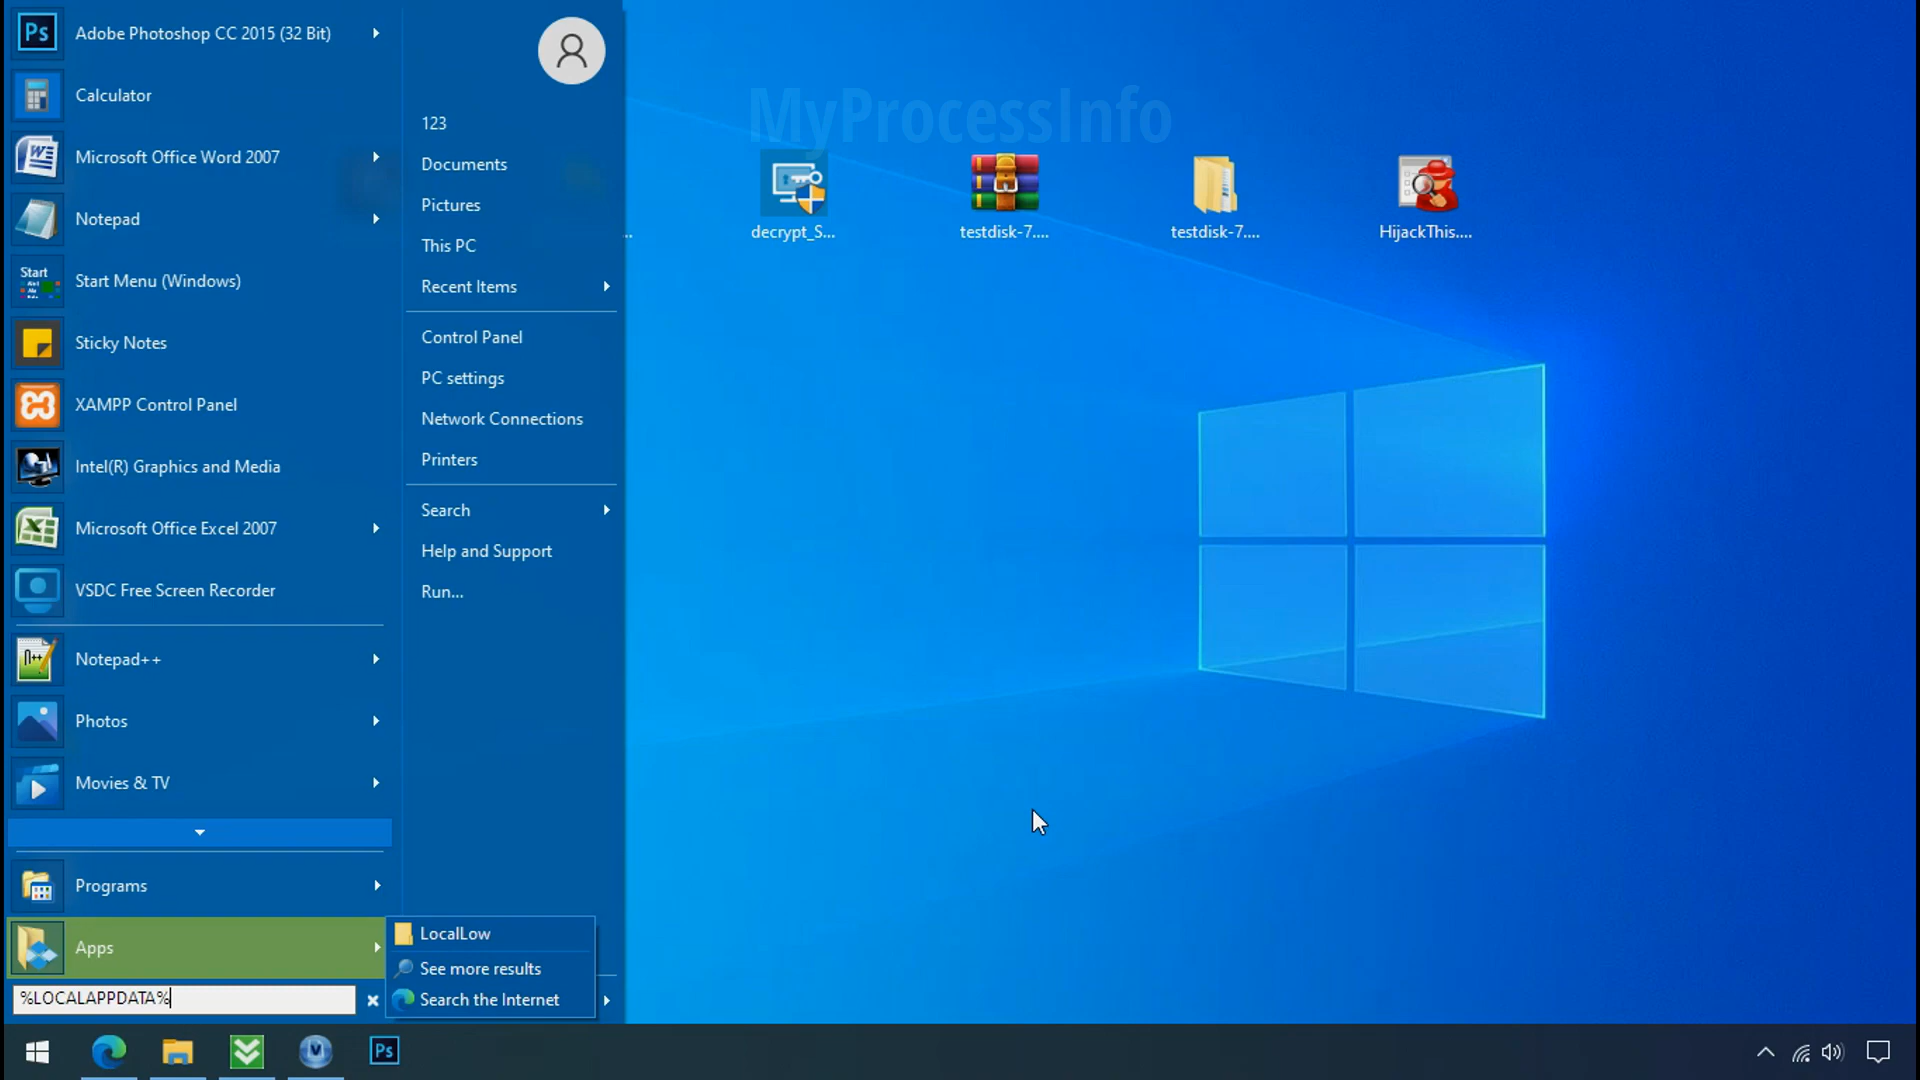 Adobe Photoshop CC 2015 (32 Bit)
Calculator
Microsoft Office Word 2007
Notepad
Start Menu (Windows)
Sticky Notes
XAMPP Control Panel
Intel(R) Graphics and Media
Microsoft Office Excel 2007
VSDC Free Screen Recorder
Notepad++
Photos
Movies & TV
Programs
Apps
%LOCALAPPDATA%
123
Documents
Pictures
This PC
Recent Items
Control Panel
PC settings
Network Connections
Printers
Search
Help and Support
Run...
LocalLow
See more results
Search the Internet
MyProcessInfo
...
decrypt_S...
testdisk-7....
testdisk-7....
HijackThis....
Ps
Start
Ps